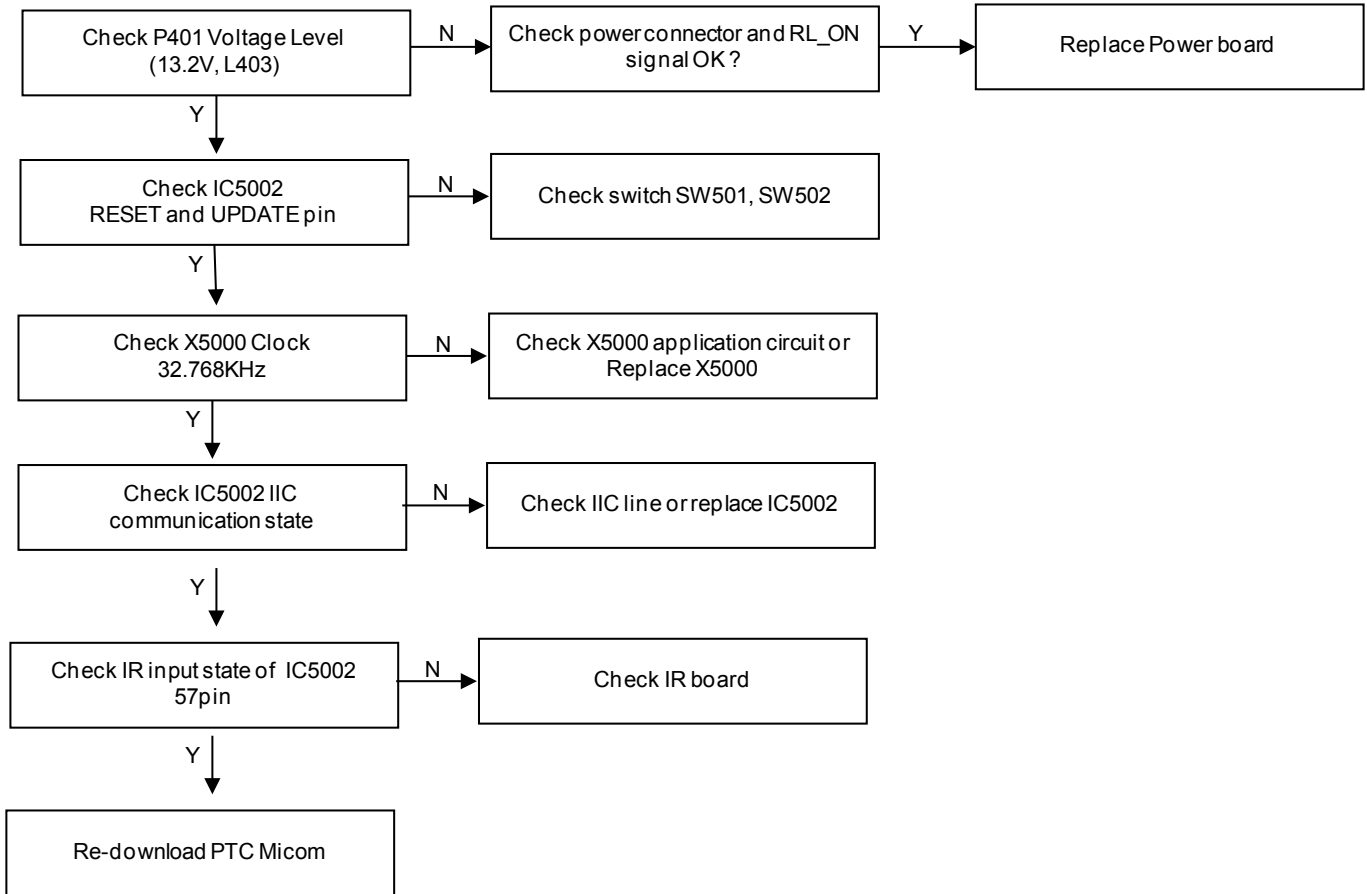 Check P401 Voltage Level
(13.2V, L403)
N
Check power connector and RL_ON
signal OK ?
Y
Replace Power board
Y
Check IC5002
RESET and UPDATE pin
N
Check switch SW501, SW502
Y
Check X5000 Clock
32.768KHz
N
Check X5000 application circuit or
Replace X5000
Y
Check IC5002 IIC
communication state
N
Check IIC line or replace IC5002
Y
Check IR input state of IC5002
57pin
N
Check IR board
Y
Re-download PTC Micom